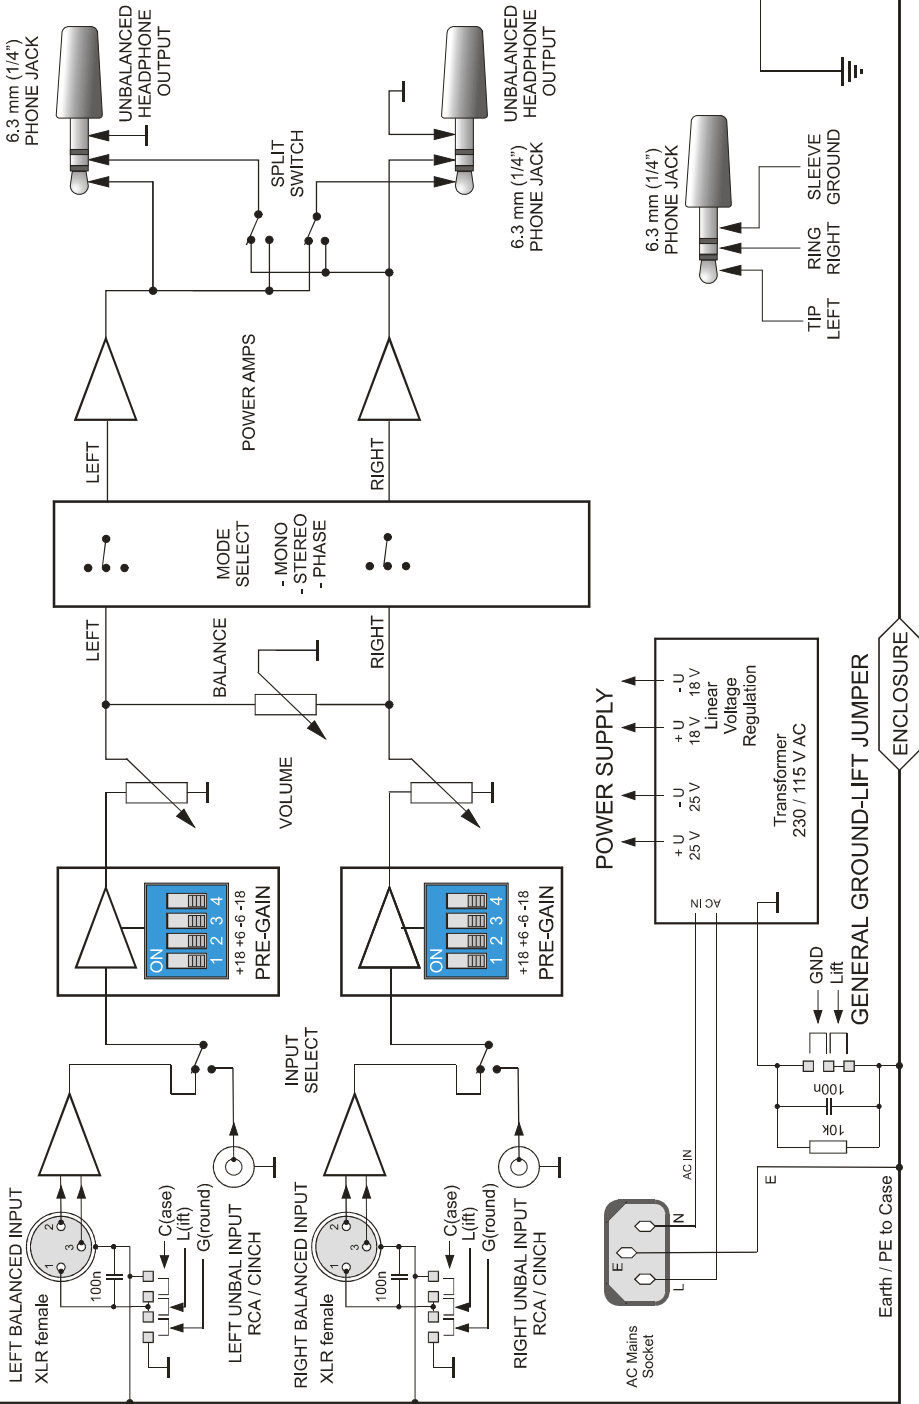 LEFT BALANCED INPUT
XLR female
1
2
3
100n
C(ase)
L(ift)
G(round)
LEFT UNBAL INPUT
RCA / CINCH
INPUT
SELECT
ON
1 2 3 4
+18 +6 -6 -18
PRE-GAIN
VOLUME
BALANCE
LEFT
MODE
SELECT
- MONO
- STEREO
- PHASE
LEFT
POWER AMPS
SPLIT
SWITCH
6.3 mm (1/4")
PHONE JACK
UNBALANCED
HEADPHONE
OUTPUT
RIGHT BALANCED INPUT
XLR female
1
2
3
100n
C(ase)
L(ift)
G(round)
RIGHT UNBAL INPUT
RCA / CINCH
ON
1 2 3 4
+18 +6 -6 -18
PRE-GAIN
RIGHT
RIGHT
UNBALANCED
HEADPHONE
OUTPUT
6.3 mm (1/4")
PHONE JACK
AC Mains
Socket
L
E
N
AC IN
E
POWER SUPPLY
AC IN
AC IN
+ U
25 V
- U
25 V
+ U
18 V
- U
18 V
Linear
Voltage
Regulation
Transformer
230 / 115 V AC
10k
100n
GND
Lift
GENERAL GROUND-LIFT JUMPER
Earth / PE to Case
ENCLOSURE
6.3 mm (1/4")
PHONE JACK
TIP
LEFT
RING
RIGHT
SLEEVE
GROUND